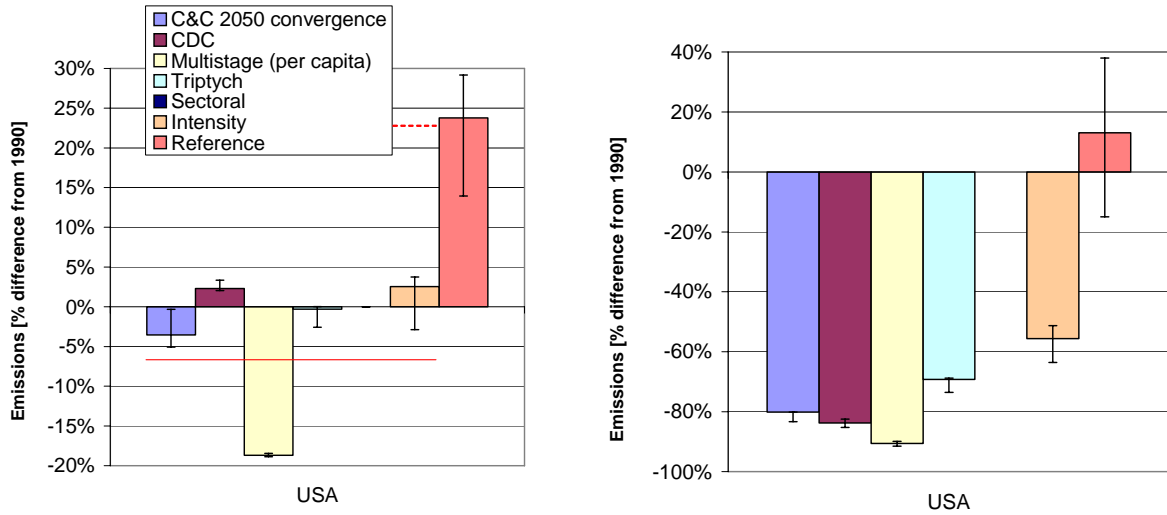 C&C 2050 convergence
CDC
Multistage (per capita)
Triptych
Sectoral
Intensity
Reference
Emissions [% difference from 1990]
30%
25%
20%
15%
10%
5%
0%
-5%
-10%
-15%
-20%
USA
Emissions [% difference from 1990]
40%
20%
0%
-20%
-40%
-60%
-80%
-100%
USA